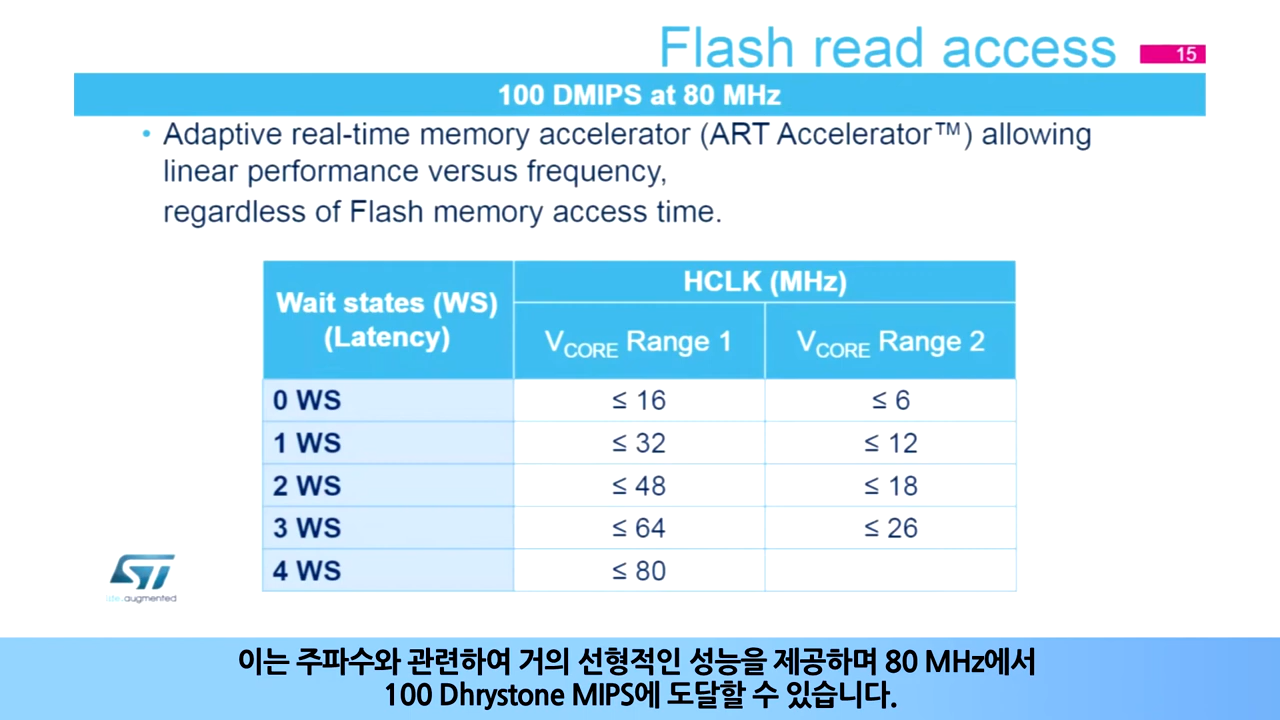 Flash read access
15
100 DMIPS at 80 MHz
• Adaptive real-time memory accelerator (ART Accelerator™) allowing
linear performance versus frequency,
regardless of Flash memory access time.
Wait states (WS)
(Latency)
HCLK (MHz)
VCORE Range 1
VCORE Range 2
0 WS ≤ 16 ≤ 6
1 WS ≤ 32 ≤ 12
2 WS ≤ 48 ≤ 18
3 WS ≤ 64 ≤ 26
4 WS ≤ 80
ST
life.augmented
이는 주파수와 관련하여 거의 선형적인 성능을 제공하며 80 MHz에서
100 Dhrystone MIPS에 도달할 수 있습니다.